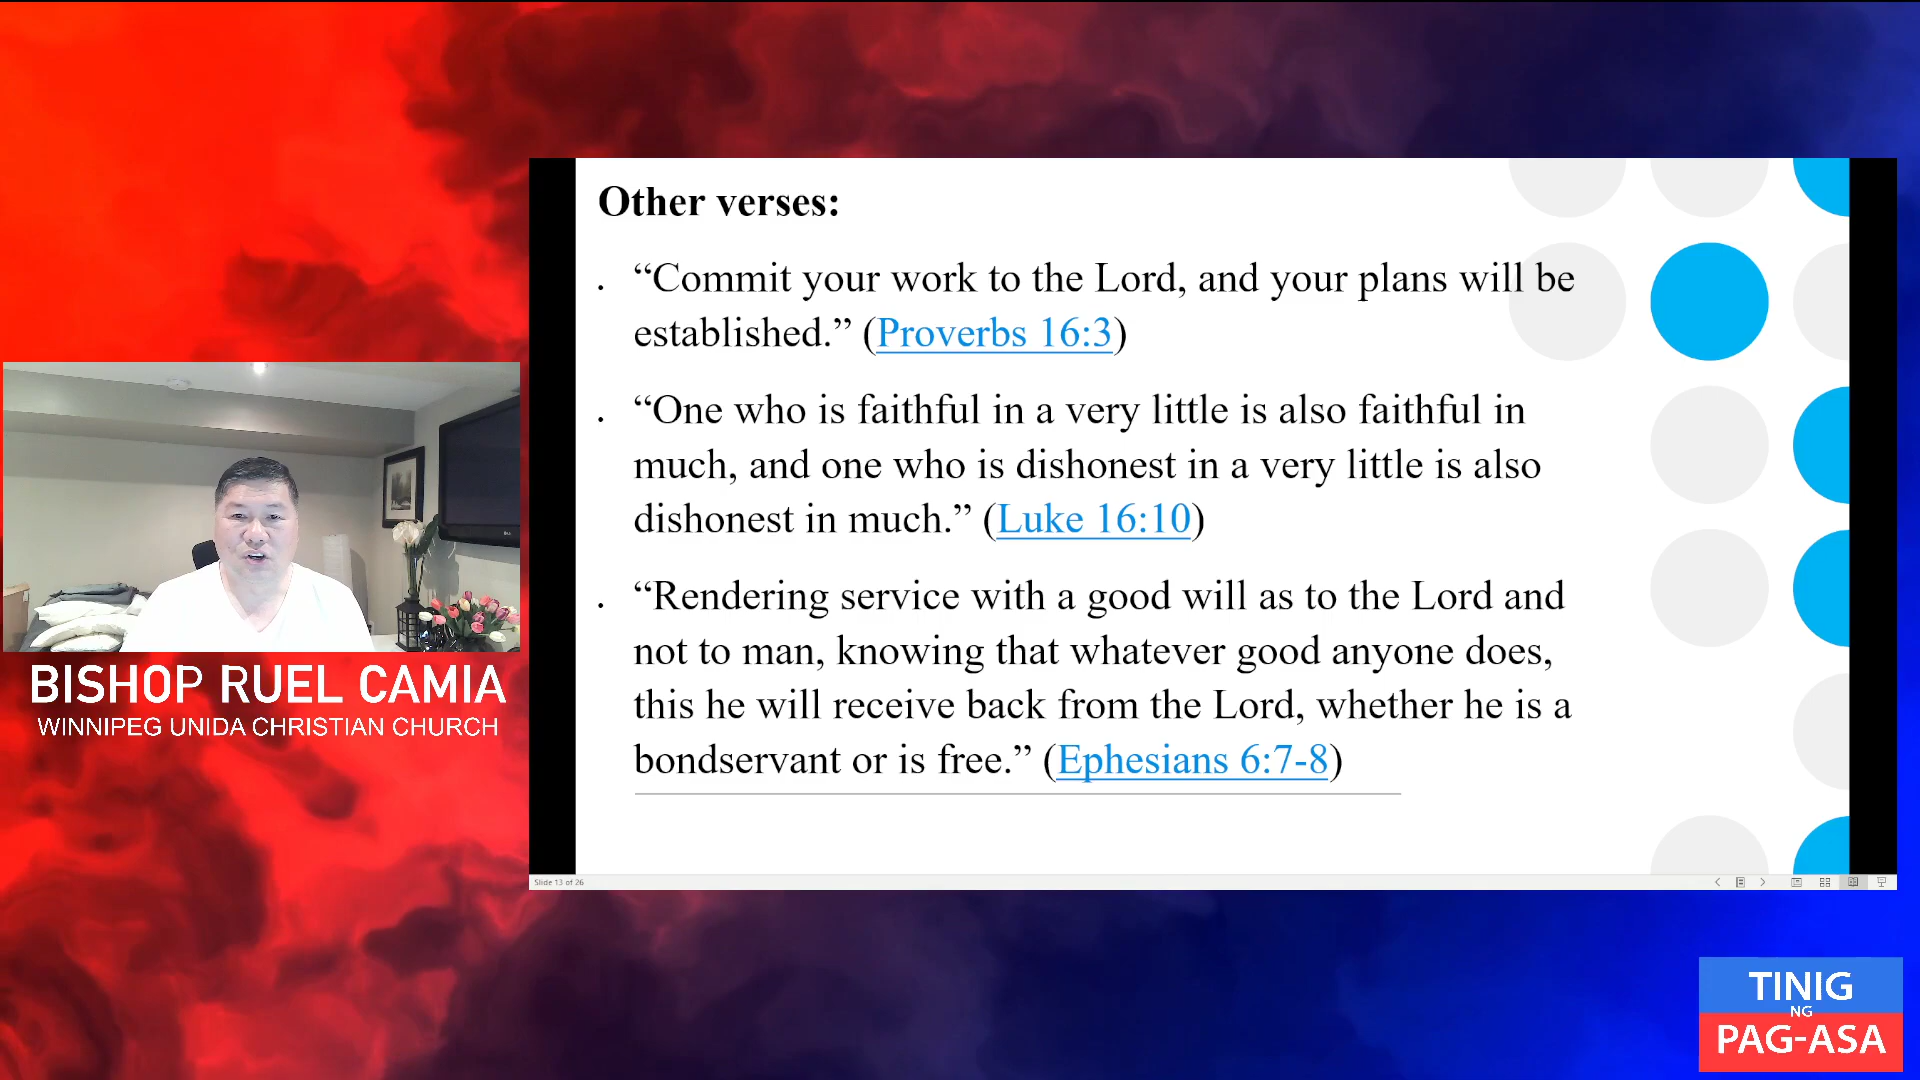 Other verses:
. “Commit your work to the Lord, and your plans will be
established.” (Proverbs 16:3)
. “One who is faithful in a very little is also faithful in
much, and one who is dishonest in a very little is also
dishonest in much.” (Luke 16:10)
. “Rendering service with a good will as to the Lord and
not to man, knowing that whatever good anyone does,
this he will receive back from the Lord, whether he is a
bondservant or is free.” (Ephesians 6:7-8)
Slide 13 of 26
BISHOP RUEL CAMIA
WINNIPEG UNIDA CHRISTIAN CHURCH
TINIG
NG
PAG-ASA